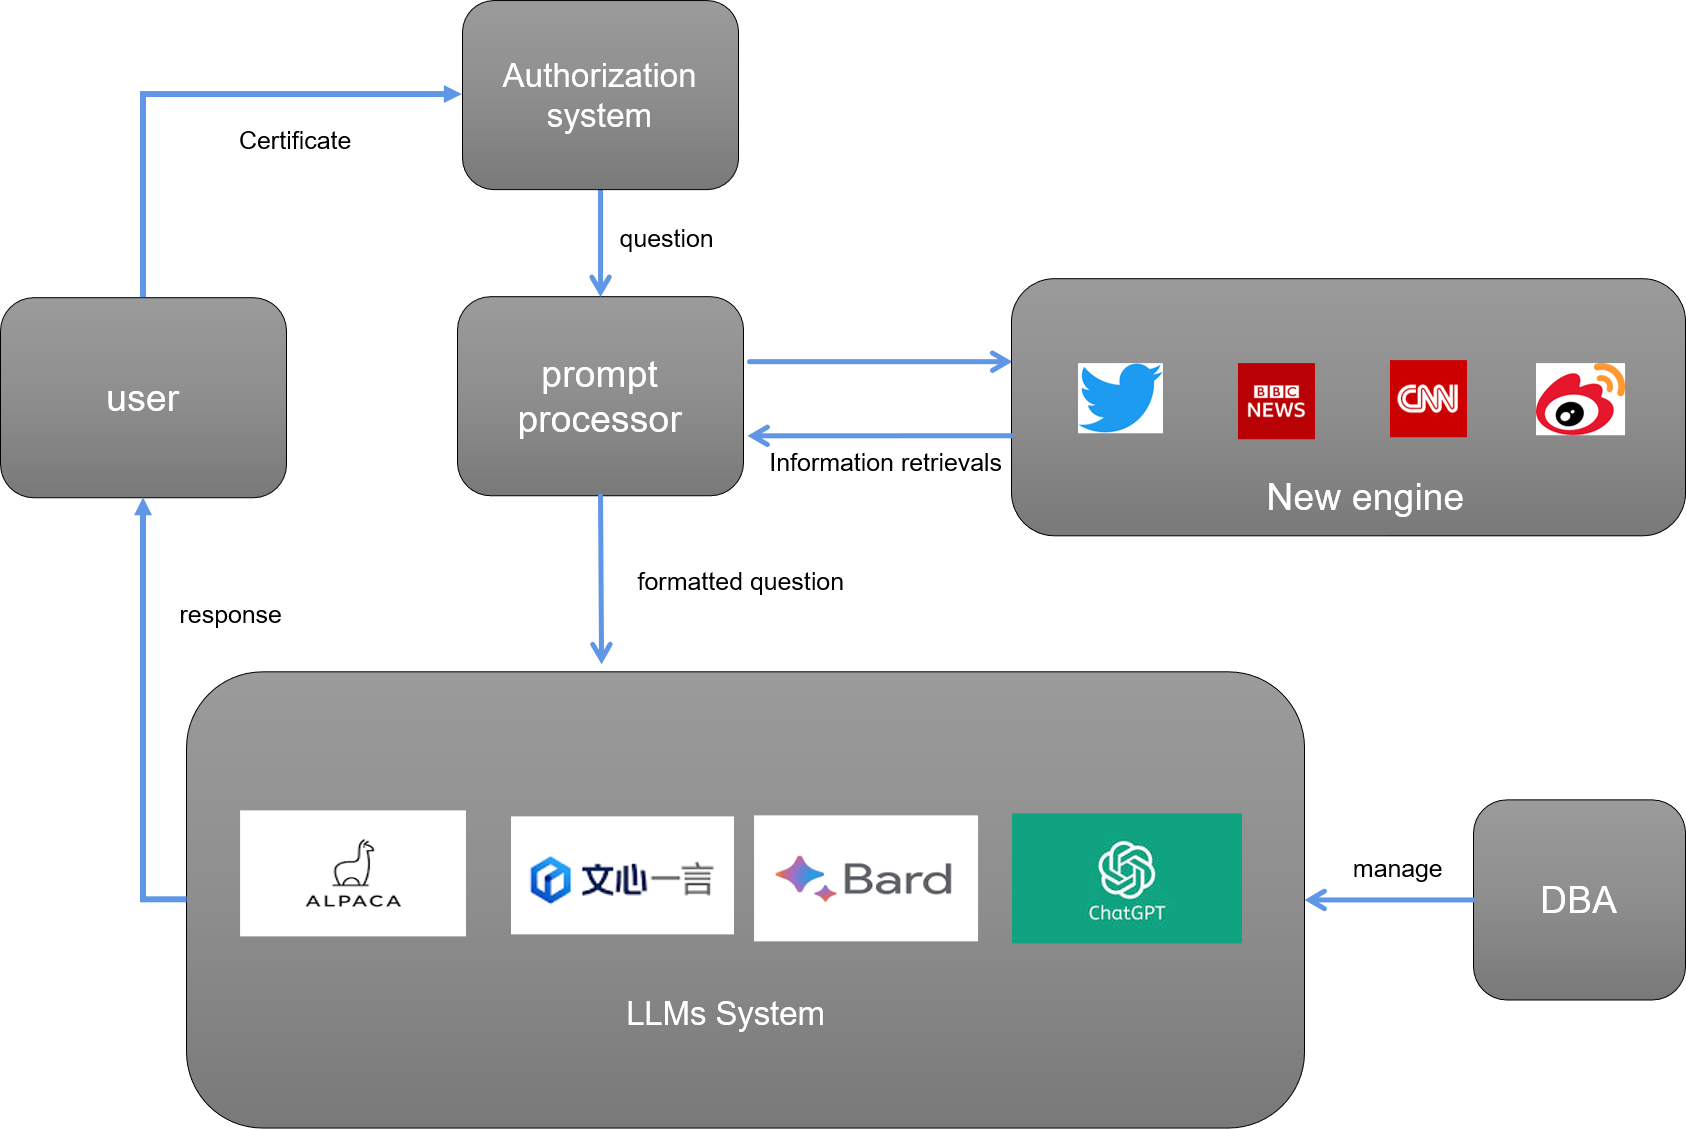 Authorization
system
Certificate
question
user
prompt
processor
BBC
NEWS
CNN
Information retrievals
New engine
formatted question
response
ALPACA
文心一言
Bard
ChatGPT
manage
DBA
LLMs System